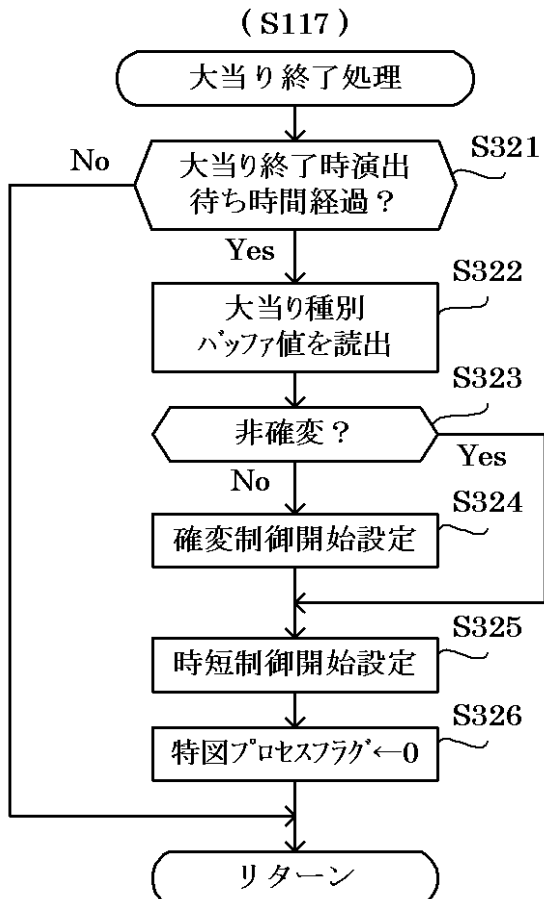 (S117)
大当り終了処理
No
大当り終了時演出
待ち時間経過？
S321
Yes
S322
大当り種別
ﾊﾞｯﾌｧ値を読出
S323
非確変？
Yes
No
S324
確変制御開始設定
S325
時短制御開始設定
S326
特図ﾌﾟﾛｾｽﾌﾗｸﾞ←0
リターン